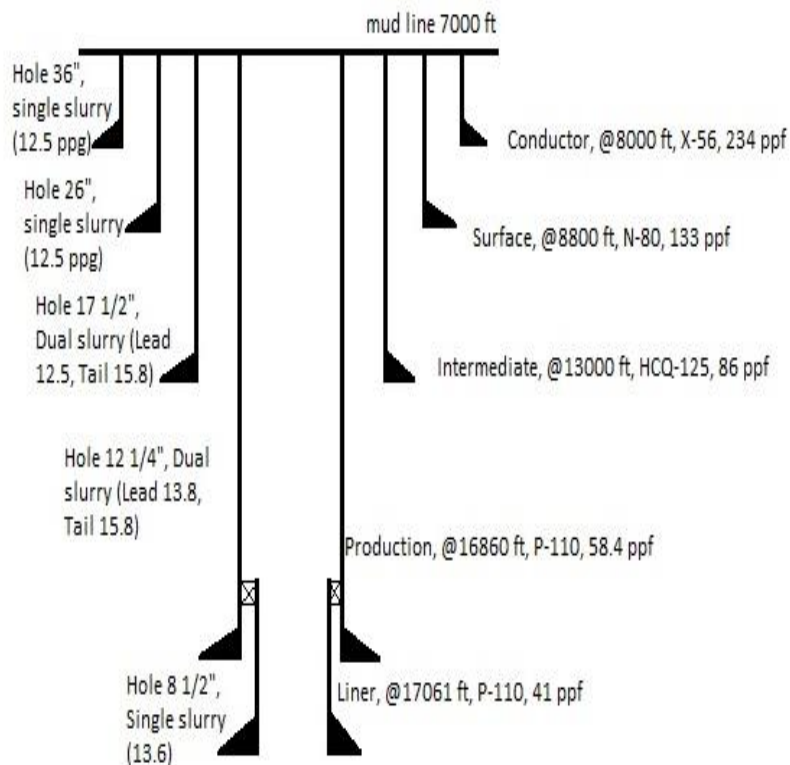 mud line 7000 ft
Hole 36",
single slurry
(12.5 ppg)
Conductor, @8000 ft, X-56, 234 ppf
Hole 26",
single slurry
(12.5 ppg)
Surface, @8800 ft, N-80, 133 ppf
Hole 17 1/2",
Dual slurry (Lead
12.5, Tail 15.8)
Intermediate, @13000 ft, HCQ-125, 86 ppf
Hole 12 1/4", Dual
slurry (Lead 13.8,
Tail 15.8)
Production, @16860 ft, P-110, 58.4 ppf
Hole 8 1/2",
Single slurry
(13.6)
Liner, @17061 ft, P-110, 41 ppf